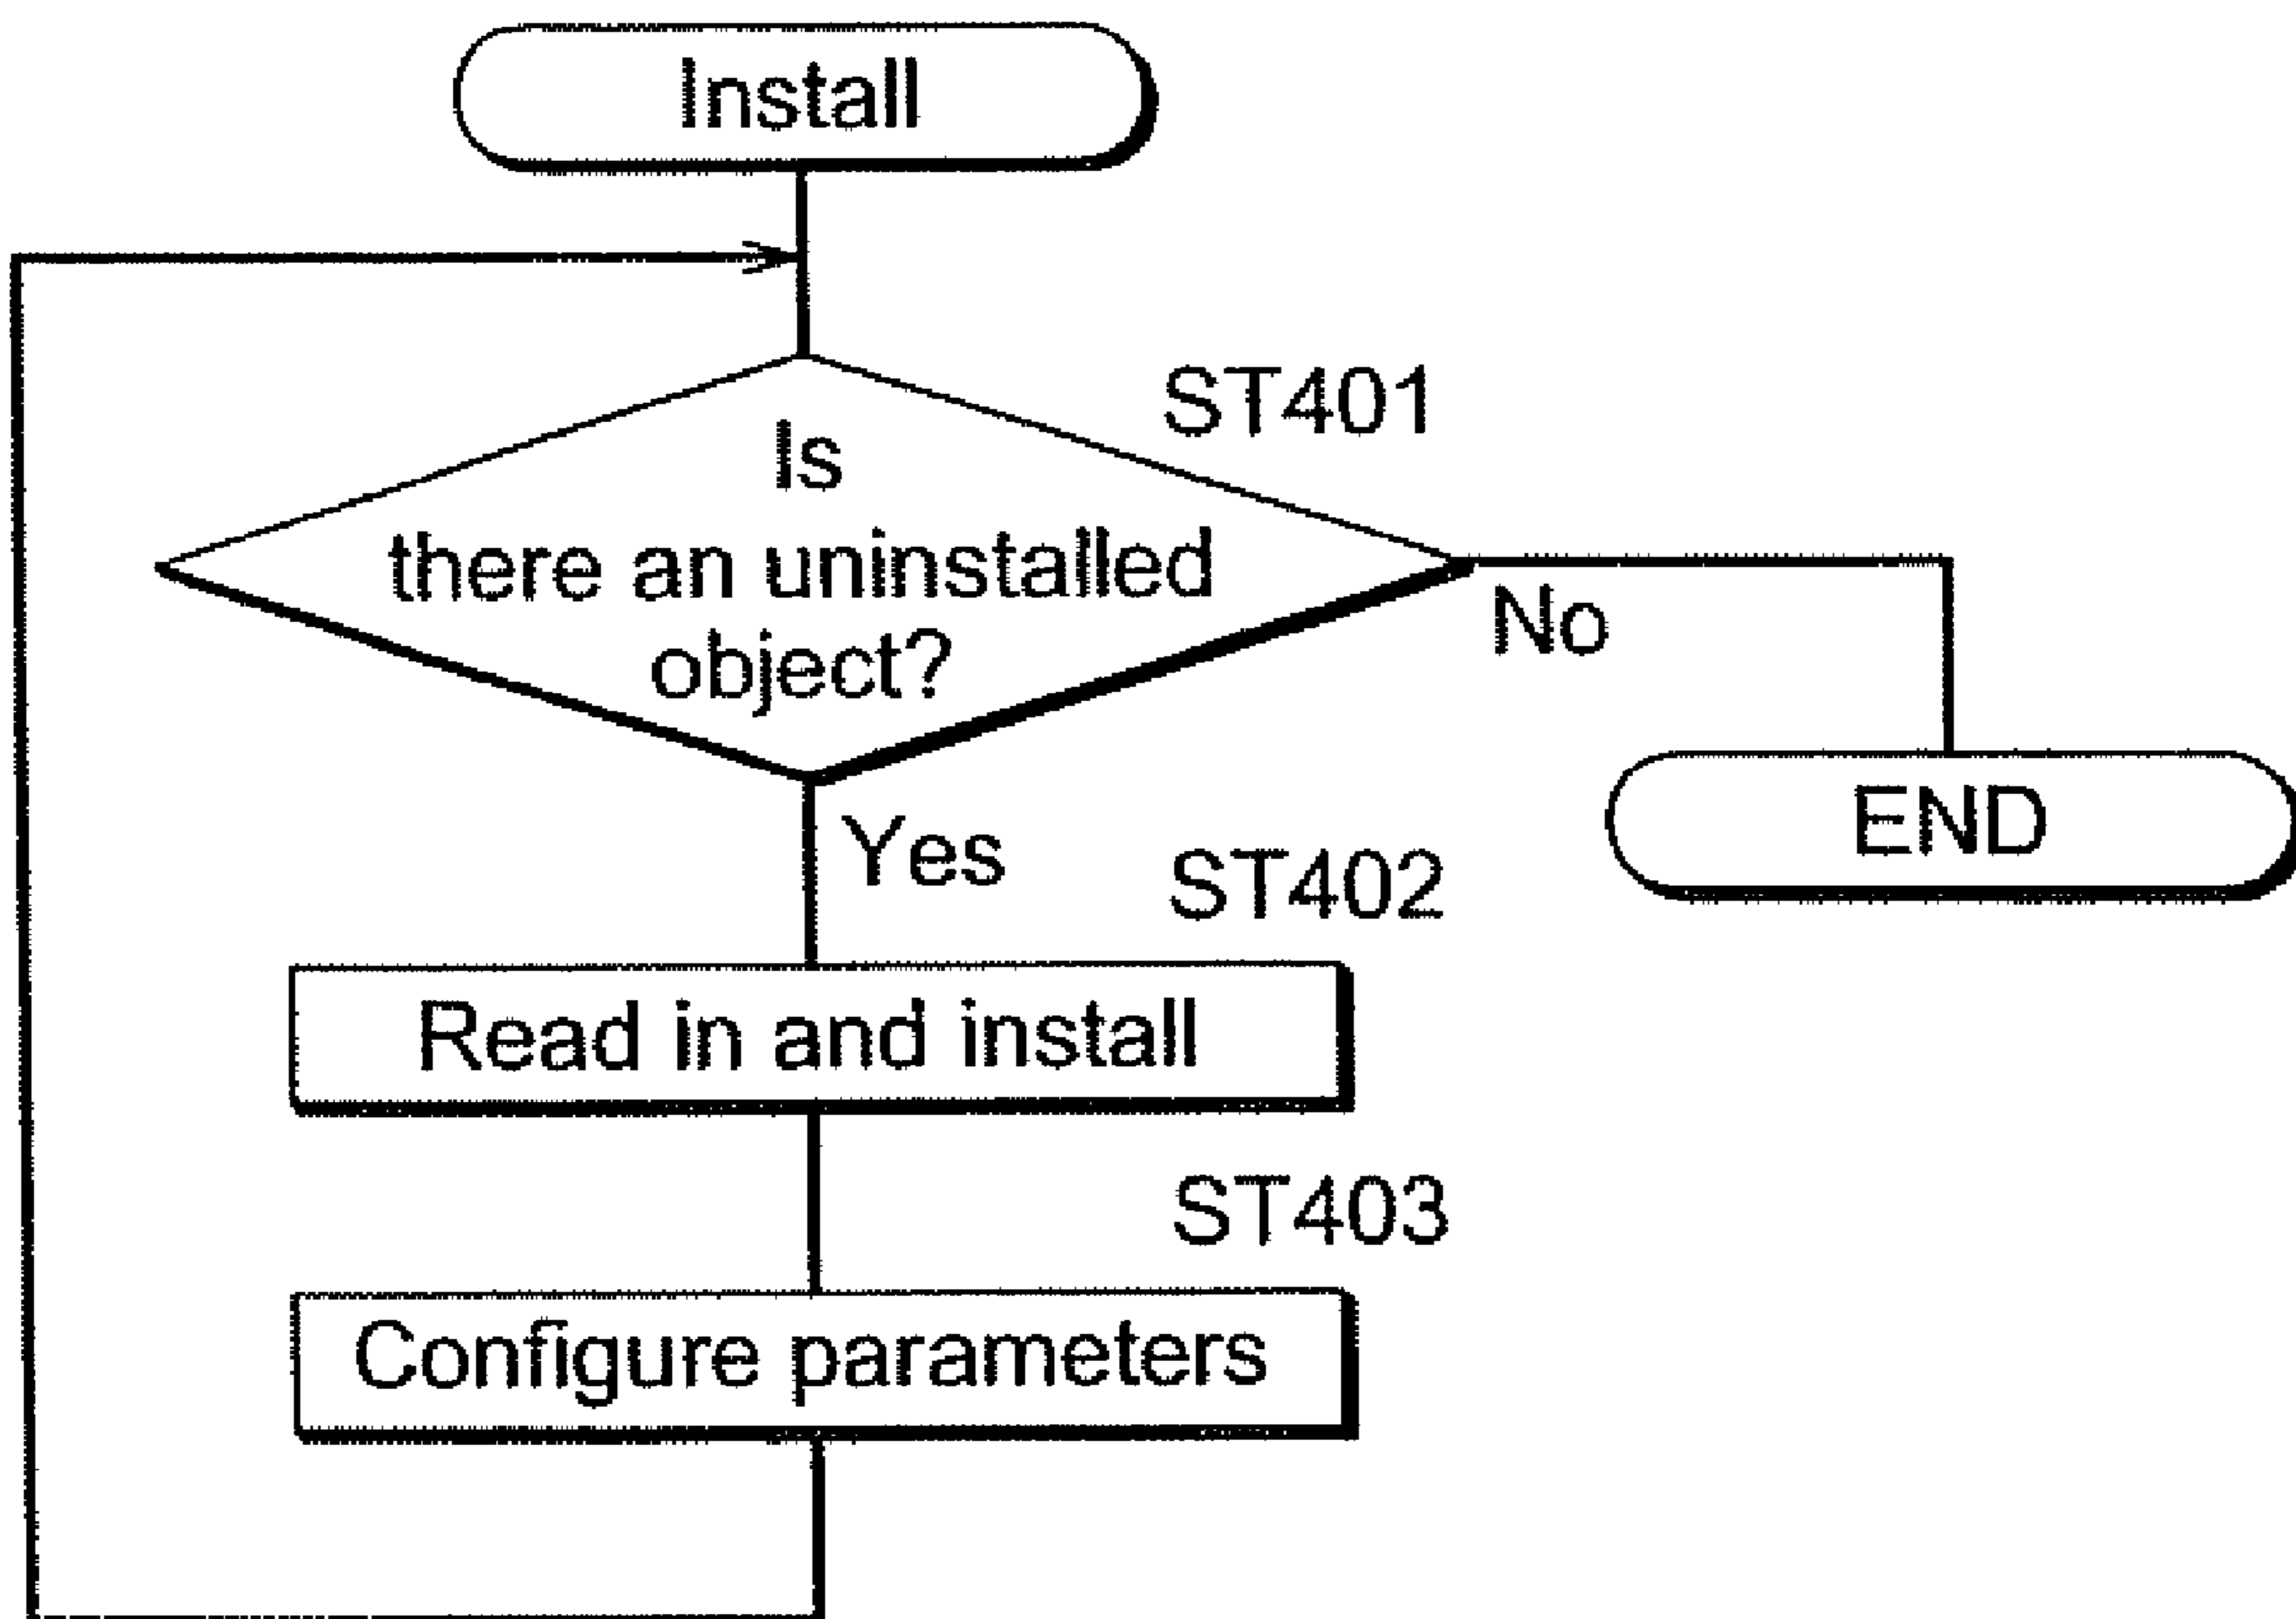 Install
ST401
Is
there an uninstalled
object?
No
Yes
END
ST402
Read in and install
ST403
Configure parameters